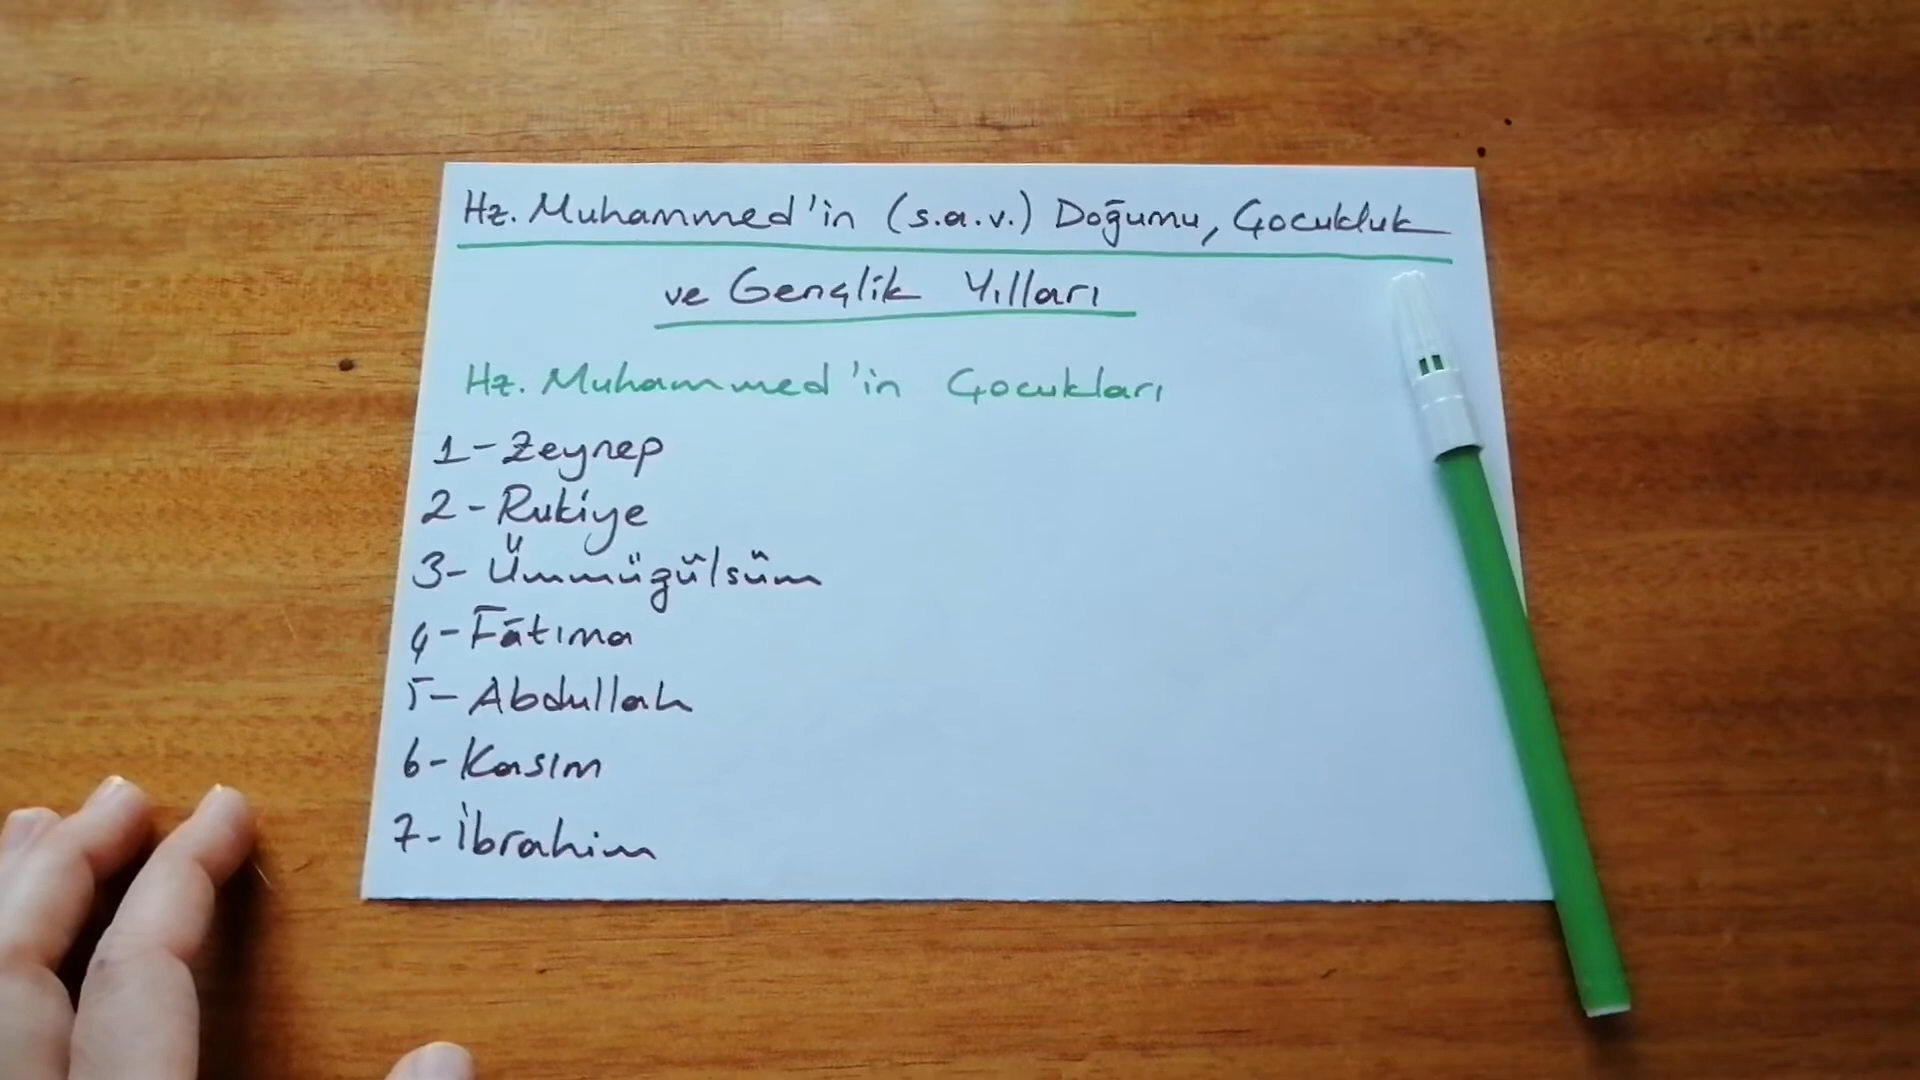 Hz. Muhammed'in (s.a.v.) Doğumu, Çocukluk
ve Gençlik Yılları
Hz. Muhammed'in Çocukları
1- Zeynep
2- Rukiye
3- Ümmügülsüm
4- Fātıma
5- Abdullah
6- Kasım
7- İbrahim